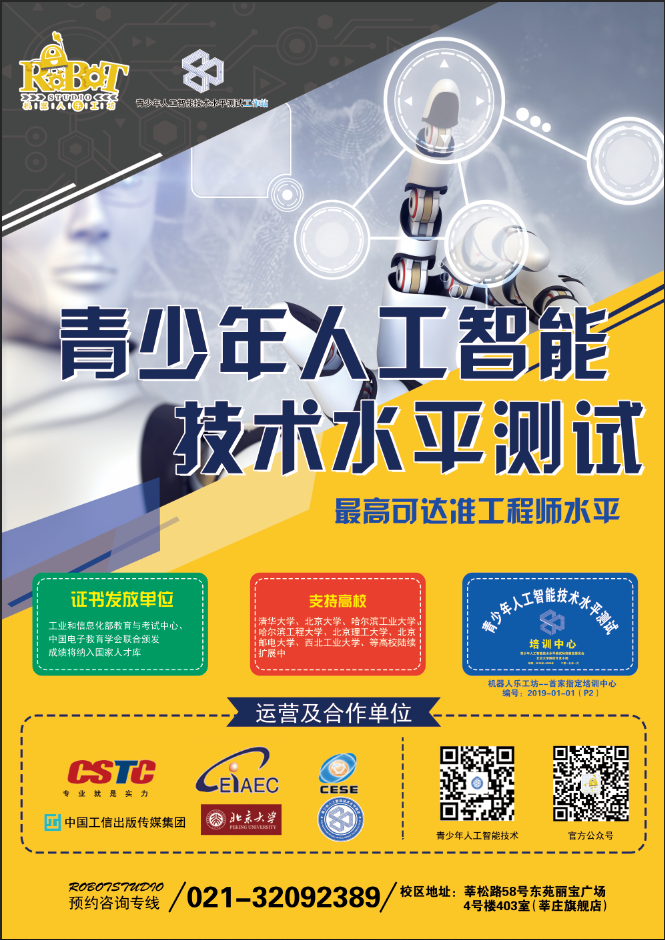 ROBOT
STUDIO
机器人乐工坊
青少年人工智能技术水平测试工作站
青少年人工智能
技术水平测试
最高可达准工程师水平
证书发放单位
工业和信息化部教育与考试中心、
中国电子教育学会联合颁发
成绩将纳入国家人才库
支持高校
清华大学、北京大学、哈尔滨工业大学、
哈尔滨工程大学、北京理工大学、北京
邮电大学、西北工业大学、等高校陆续
扩展中
青少年人工智能技术水平测试
培训中心
机器人乐工坊--首家指定培训中心
编号：2019-01-01（P2）
运营及合作单位
CSTC
专业就是实力
CEIAEC
CESE
中国工信出版传媒集团
北京大学
PEKING UNIVERSITY
青少年人工智能技术
官方公众号
ROBOTSTUDIO
预约咨询专线
021-32092389
校区地址：莘松路58号东苑丽宝广场
4号楼403室（莘庄旗舰店）